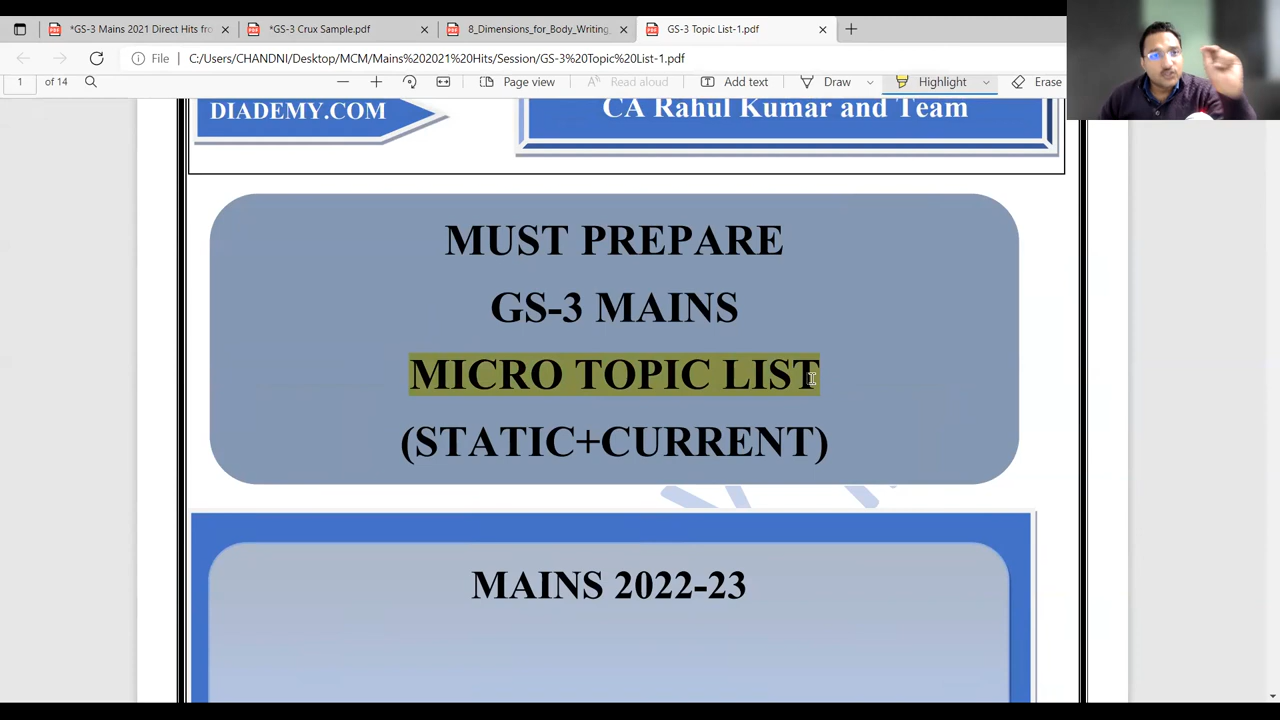 *GS-3 Mains 2021 Direct Hits fro
*GS-3 Crux Sample.pdf
8_Dimensions_for_Body_Writing_
GS-3 Topic List-1.pdf
File
C:/Users/CHANDNI/Desktop/MCM/Mains%202021%20Hits/Session/GS-3%20Topic%20List-1.pdf
1 of 14
Page view
Read aloud
Add text
Draw
Highlight
Erase
DIADEMY.COM
CA Rahul Kumar and Team
MUST PREPARE
GS-3 MAINS
MICRO TOPIC LIST
(STATIC+CURRENT)
MAINS 2022-23